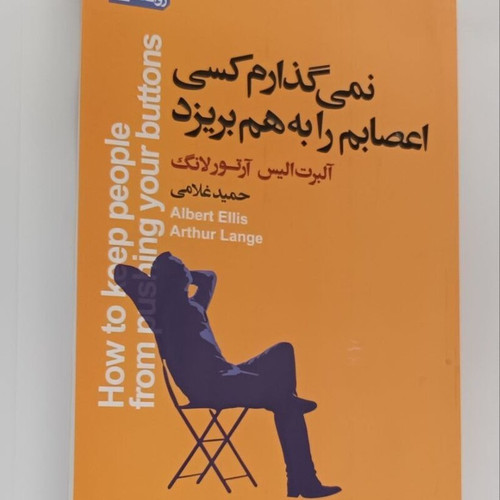 نمی‌گذارم کسی
اعصابم را به هم بریزد
آلبرت الیس آرتور لانگ
حمید غلامی
Albert Ellis
Arthur Lange
How to keep people
from pushing your buttons